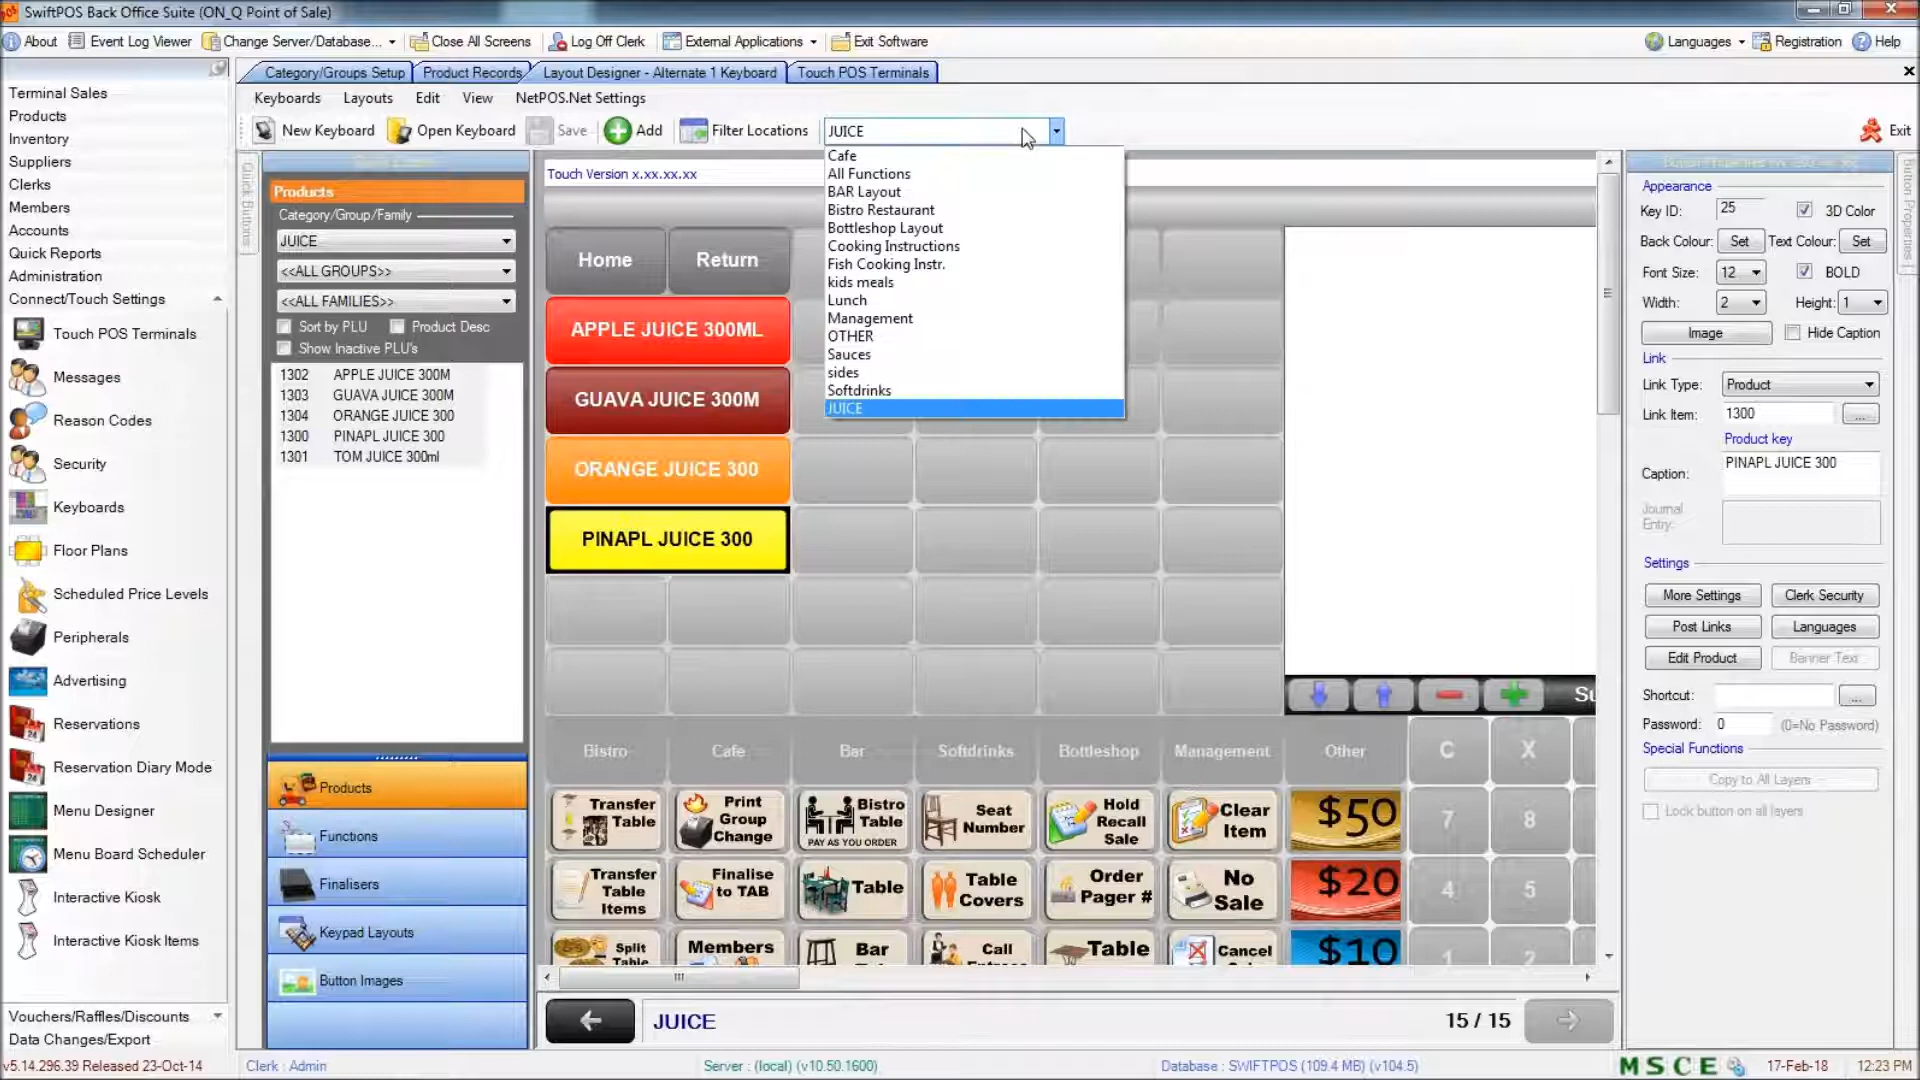 SwiftPOS Back Office Suite (ON_Q Point of Sale)
About
Event Log Viewer
Change Server/Database...
Close All Screens
Log Off Clerk
External Applications
Exit Software
Languages
Registration
Help
Category/Groups Setup
Product Records
Layout Designer - Alternate 1 Keyboard
Touch POS Terminals
Keyboards
Layouts
Edit
View
NetPOS.Net Settings
New Keyboard
Open Keyboard
Save
Add
Filter Locations
JUICE
Exit
Terminal Sales
Products
Inventory
Suppliers
Clerks
Members
Accounts
Quick Reports
Administration
Connect/Touch Settings
Touch POS Terminals
Messages
Reason Codes
Security
Keyboards
Floor Plans
Scheduled Price Levels
Peripherals
Advertising
Reservations
Reservation Diary Mode
Menu Designer
Menu Board Scheduler
Interactive Kiosk
Interactive Kiosk Items
Vouchers/Raffles/Discounts
Data Changes/Export
Quick Buttons
Products
Category/Group/Family
JUICE
<<ALL GROUPS>>
<<ALL FAMILIES>>
Sort by PLU
Product Desc
Show Inactive PLU's
1302 APPLE JUICE 300M
1303 GUAVA JUICE 300M
1304 ORANGE JUICE 300
1300 PINAPL JUICE 300
1301 TOM JUICE 300ml
Products
Functions
Finalisers
Keypad Layouts
Button Images
Touch Version x.xx.xx.xx
Cafe
All Functions
BAR Layout
Bistro Restaurant
Bottleshop Layout
Cooking Instructions
Fish Cooking Instr.
kids meals
Lunch
Management
OTHER
Sauces
sides
Softdrinks
JUICE
Home
Return
APPLE JUICE 300ML
GUAVA JUICE 300M
ORANGE JUICE 300
PINAPL JUICE 300
Bistro
Cafe
Bar
Softdrinks
Bottleshop
Management
Other
C
X
Transfer Table
Print Group Change
Bistro Table PAY AS YOU ORDER
Seat Number
Hold Recall Sale
Clear Item
$50
7
8
Transfer Table Items
Finalise to TAB
Table
Table Covers
Order Pager #
No Sale
$20
4
5
Split Table
Members
Bar
Call
Table
Cancel
$10
1
2
JUICE
15 / 15
Button Properties
Appearance
Key ID: 25
3D Color
Back Colour: Set
Text Colour: Set
Font Size: 12
BOLD
Width: 2
Height: 1
Image
Hide Caption
Link
Link Type: Product
Link Item: 1300 ...
Product key
Caption: PINAPL JUICE 300
Journal Entry:
Settings
More Settings
Clerk Security
Post Links
Languages
Edit Product
Banner Text
Shortcut: ...
Password: 0 (0=No Password)
Special Functions
Copy to All Layers
Lock button on all layers
v5.14.296.39 Released 23-Oct-14
Clerk : Admin
Server : (local) (v10.50.1600)
Database : SWIFTPOS (109.4 MB) (v104.5)
M S C E
17-Feb-18
12:23 PM